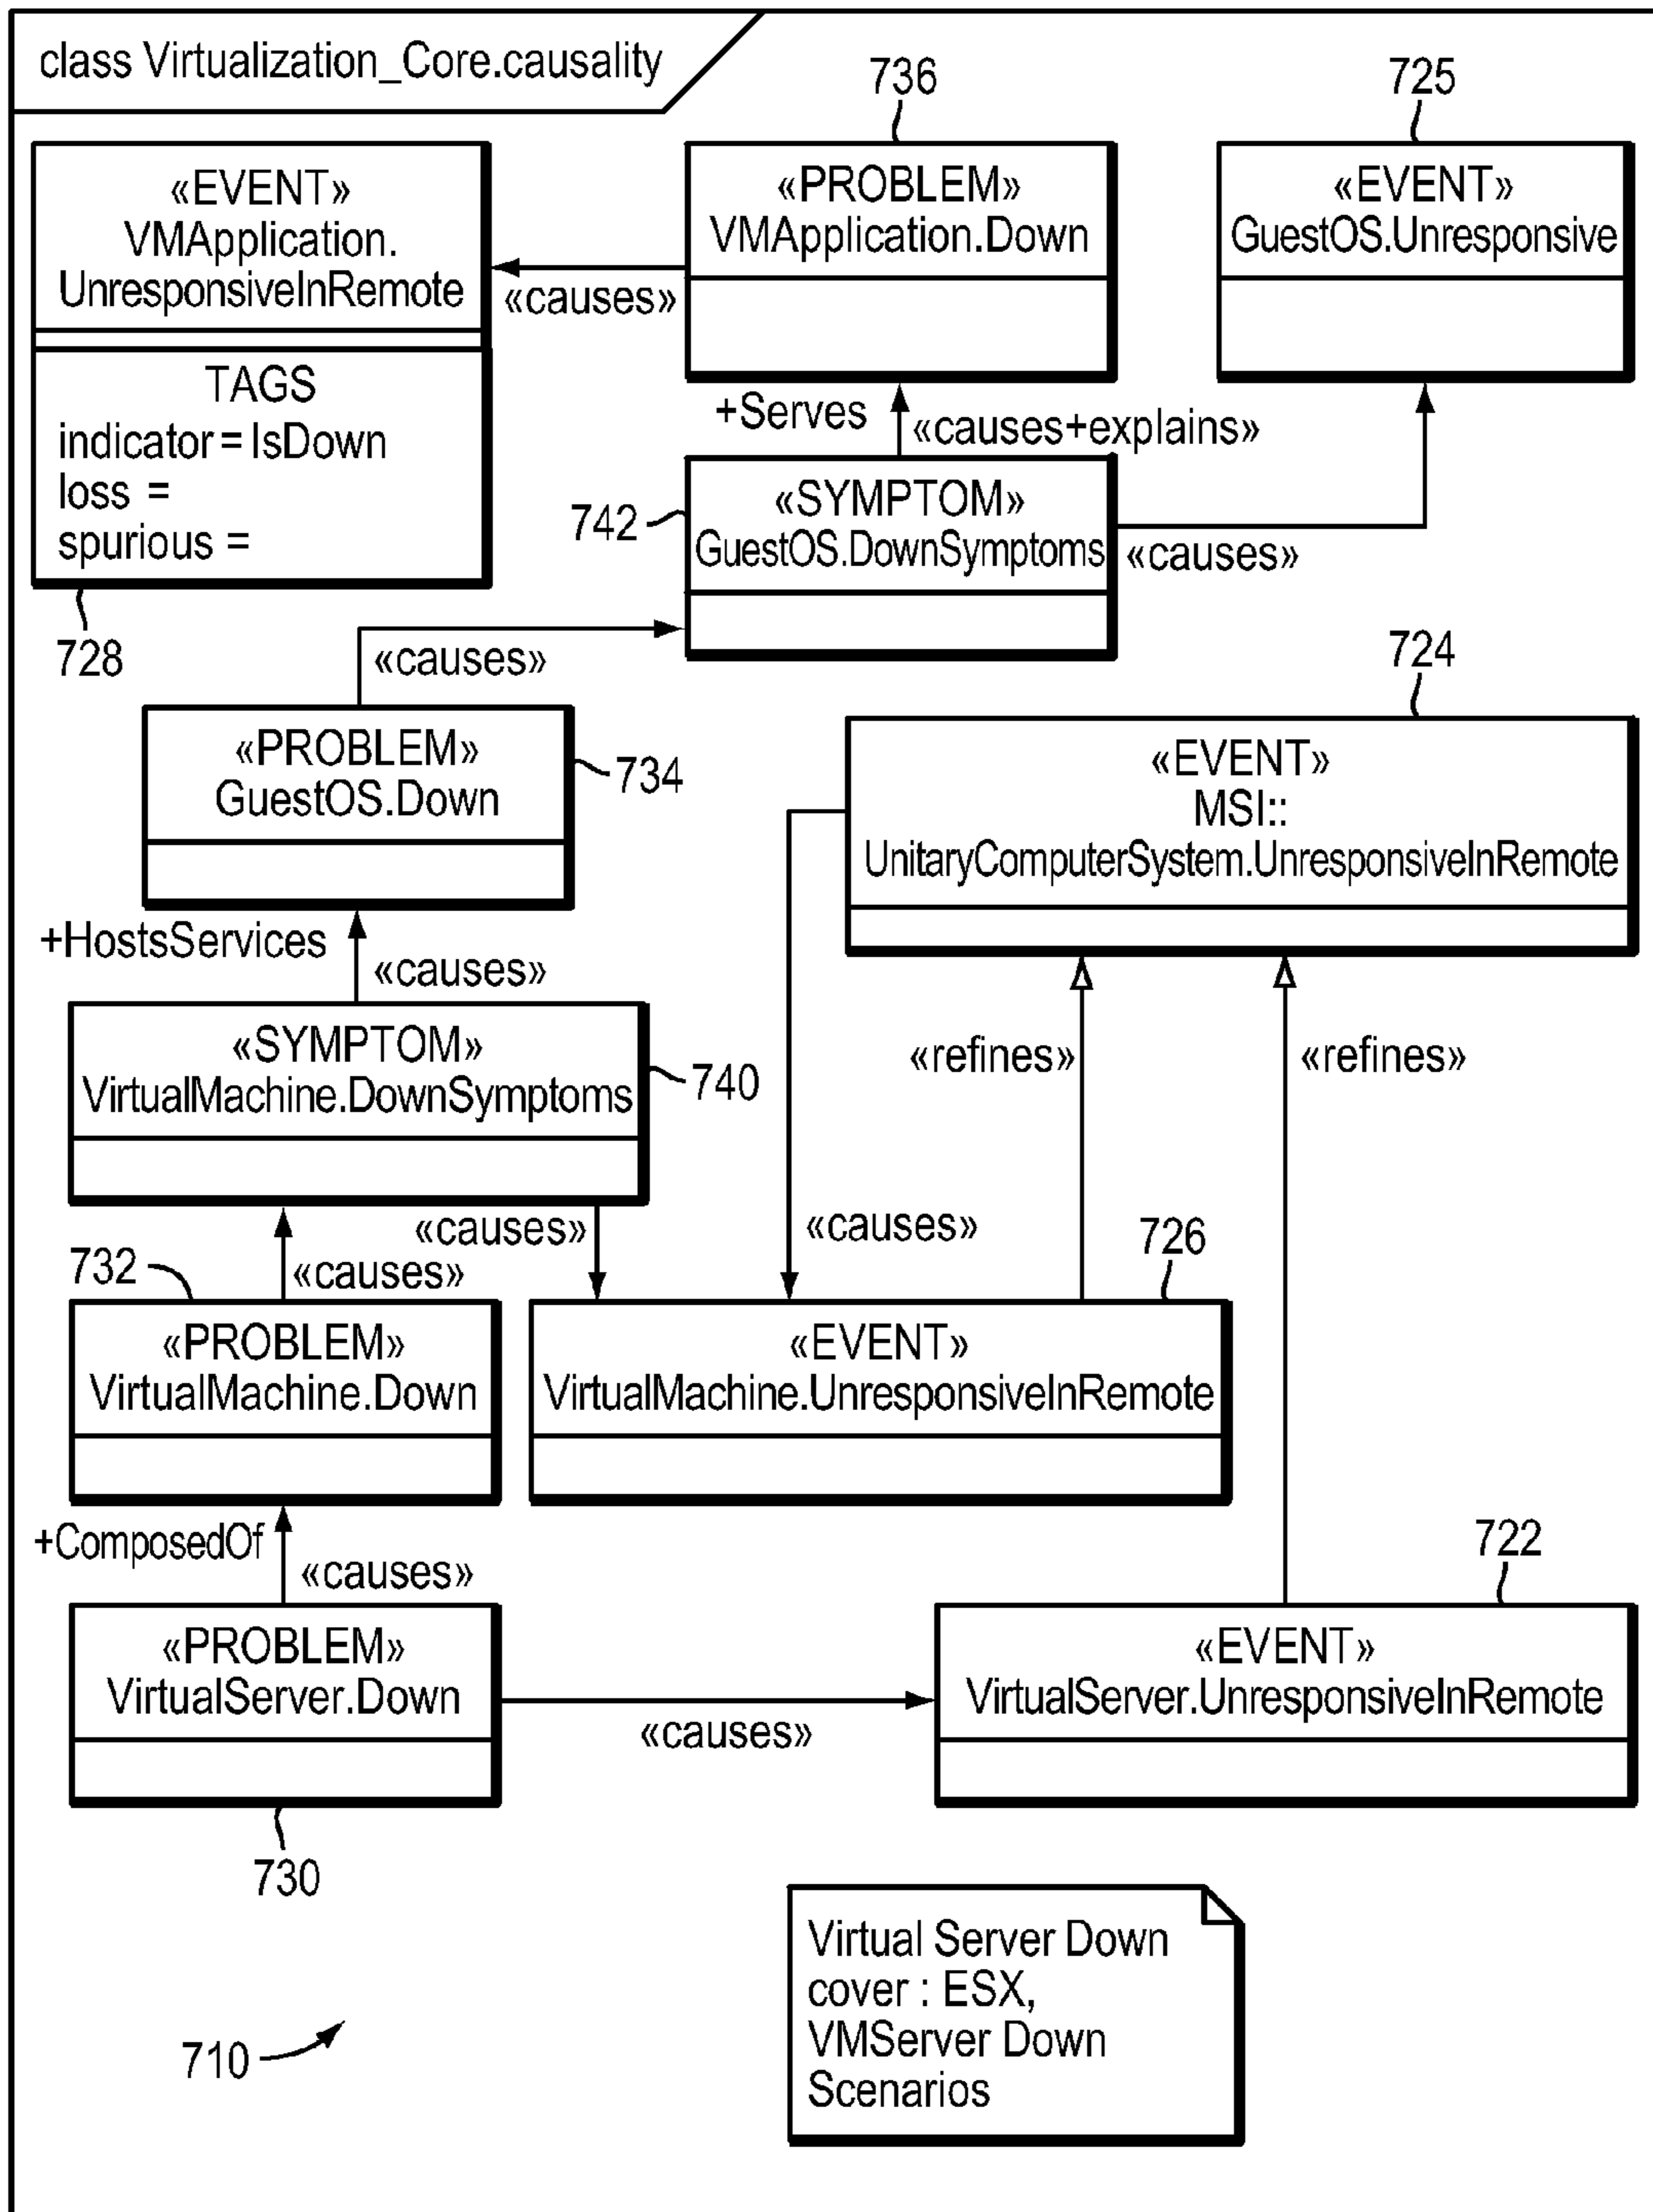 class Virtualization_Core.causality
736
725
«EVENT»
VMApplication.
UnresponsiveInRemote
TAGS
indicator = IsDown
loss =
spurious =
728
«PROBLEM»
VMApplication.Down
«causes»
«EVENT»
GuestOS.Unresponsive
+Serves
«causes+explains»
742
«SYMPTOM»
GuestOS.DownSymptoms
«causes»
«causes»
724
«PROBLEM»
GuestOS.Down
734
«EVENT»
MSI::
UnitaryComputerSystem.UnresponsiveInRemote
+HostsServices
«causes»
«SYMPTOM»
VirtualMachine.DownSymptoms
740
«refines»
«refines»
«causes»
«causes»
726
732
«causes»
«PROBLEM»
VirtualMachine.Down
«EVENT»
VirtualMachine.UnresponsiveInRemote
+ComposedOf
«causes»
722
«PROBLEM»
VirtualServer.Down
«causes»
«EVENT»
VirtualServer.UnresponsiveInRemote
730
Virtual Server Down
cover : ESX,
VMServer Down
Scenarios
710